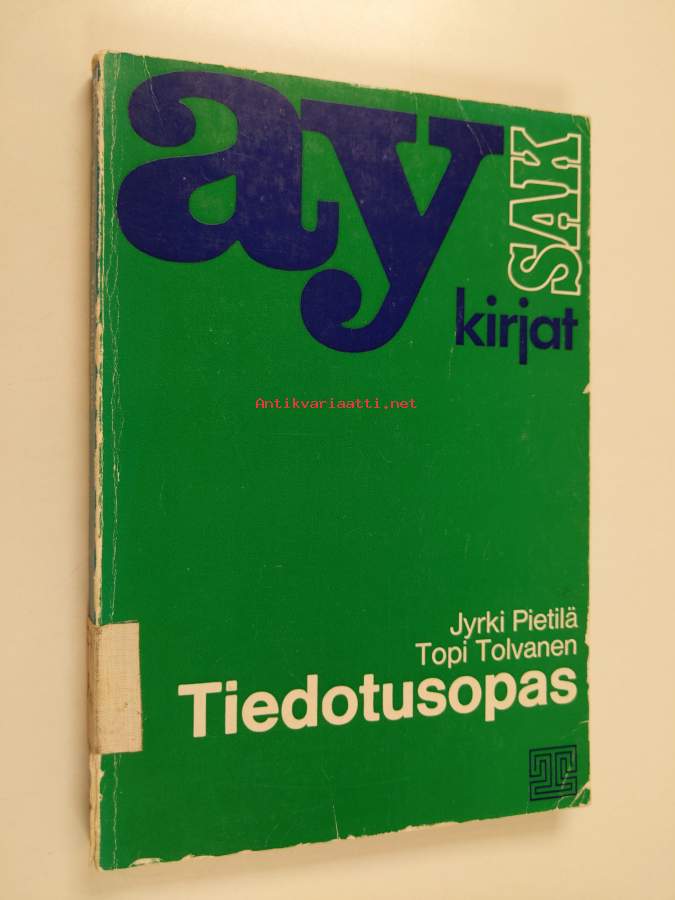 ay
SAK
kirjat
Antikvariaatti.net
Jyrki Pietilä
Topi Tolvanen
Tiedotusopas